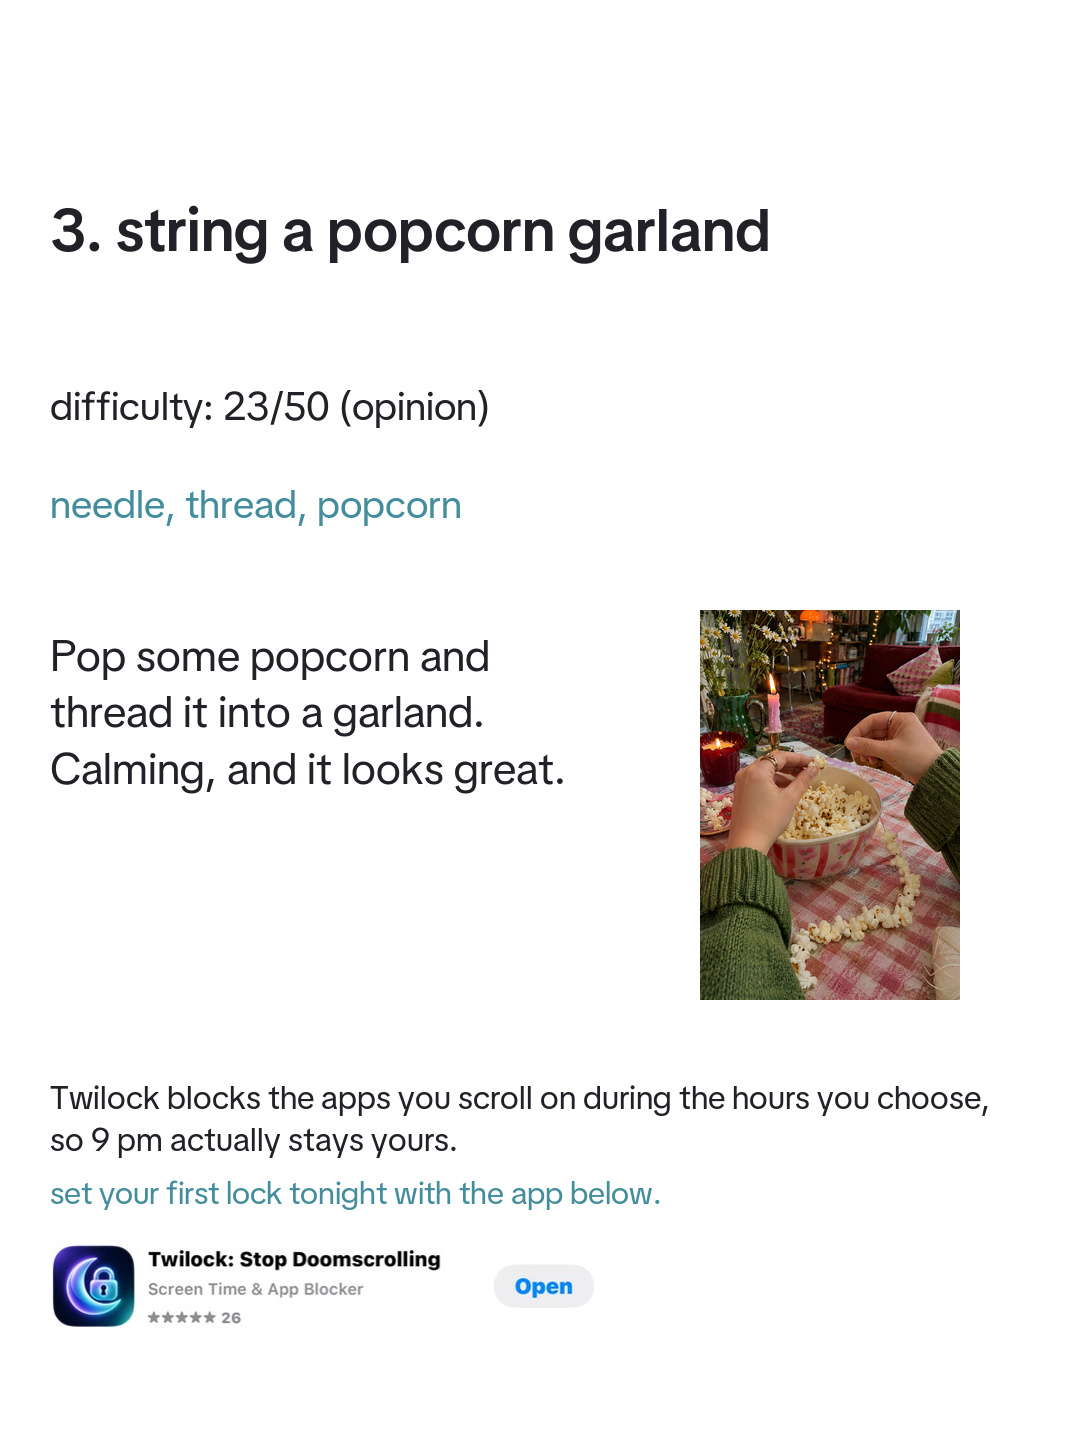 3. string a popcorn garland
difficulty: 23/50 (opinion)
needle, thread, popcorn
Pop some popcorn and
thread it into a garland.
Calming, and it looks great.
Twilock blocks the apps you scroll on during the hours you choose,
so 9 pm actually stays yours.
set your first lock tonight with the app below.
Twilock: Stop Doomscrolling
Screen Time & App Blocker
★★★★★ 26
Open